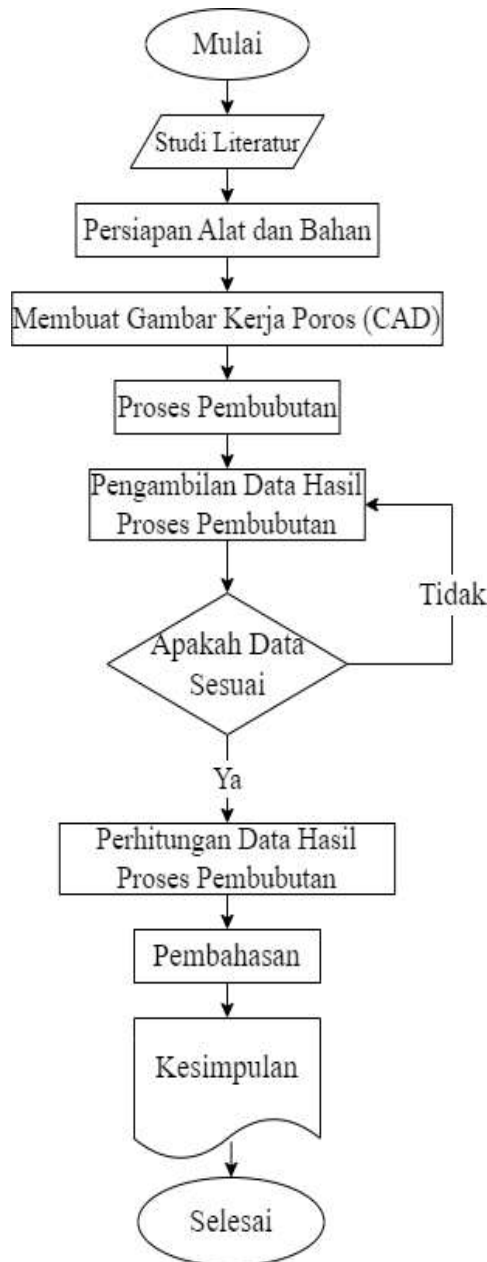 Mulai
Studi Literatur
Persiapan Alat dan Bahan
Membuat Gambar Kerja Poros (CAD)
Proses Pembubutan
Pengambilan Data Hasil
Proses Pembubutan
Tidak
Apakah Data
Sesuai
Ya
Perhitungan Data Hasil
Proses Pembubutan
Pembahasan
Kesimpulan
Selesai